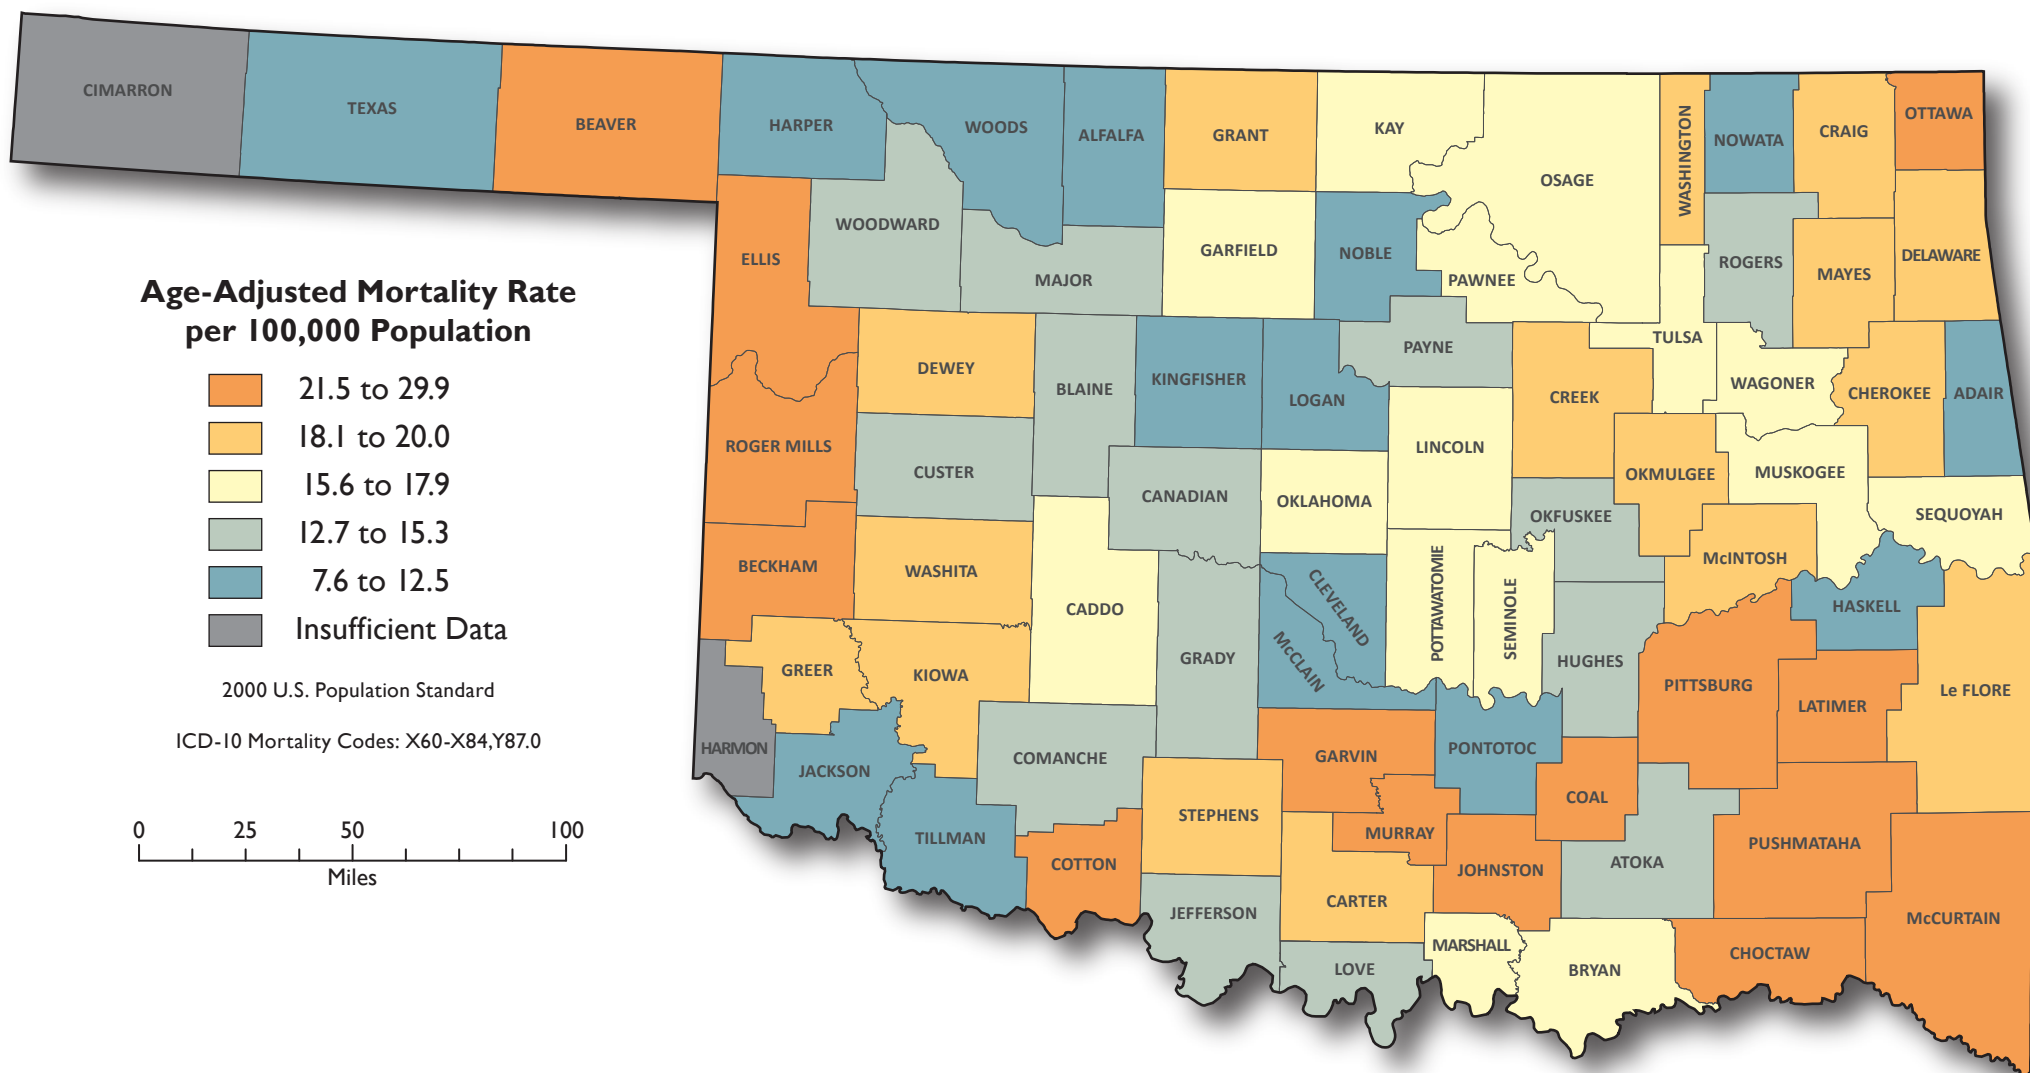 CIMARRON
TEXAS
BEAVER
HARPER
WOODS
ALFALFA
GRANT
KAY
OSAGE
WASHINGTON
NOWATA
CRAIG
OTTAWA
ELLIS
WOODWARD
MAJOR
GARFIELD
NOBLE
PAWNEE
ROGERS
MAYES
DELAWARE
Age-Adjusted Mortality Rate
per 100,000 Population
21.5 to 29.9
18.1 to 20.0
15.6 to 17.9
12.7 to 15.3
7.6 to 12.5
Insufficient Data
2000 U.S. Population Standard
ICD-10 Mortality Codes: X60-X84,Y87.0
0 25 50 100
Miles
DEWEY
BLAINE
KINGFISHER
LOGAN
PAYNE
TULSA
WAGONER
CHEROKEE
ADAIR
CREEK
ROGER MILLS
CUSTER
CANADIAN
OKLAHOMA
LINCOLN
OKMULGEE
MUSKOGEE
SEQUOYAH
OKFUSKEE
McINTOSH
BECKHAM
WASHITA
CADDO
GRADY
CLEVELAND
McCLAIN
POTTAWATOMIE
SEMINOLE
HUGHES
HASKELL
PITTSBURG
LATIMER
Le FLORE
GREER
KIOWA
HARMON
JACKSON
COMANCHE
GARVIN
PONTOTOC
COAL
TILLMAN
COTTON
STEPHENS
MURRAY
JOHNSTON
ATOKA
PUSHMATAHA
JEFFERSON
CARTER
LOVE
MARSHALL
BRYAN
CHOCTAW
McCURTAIN